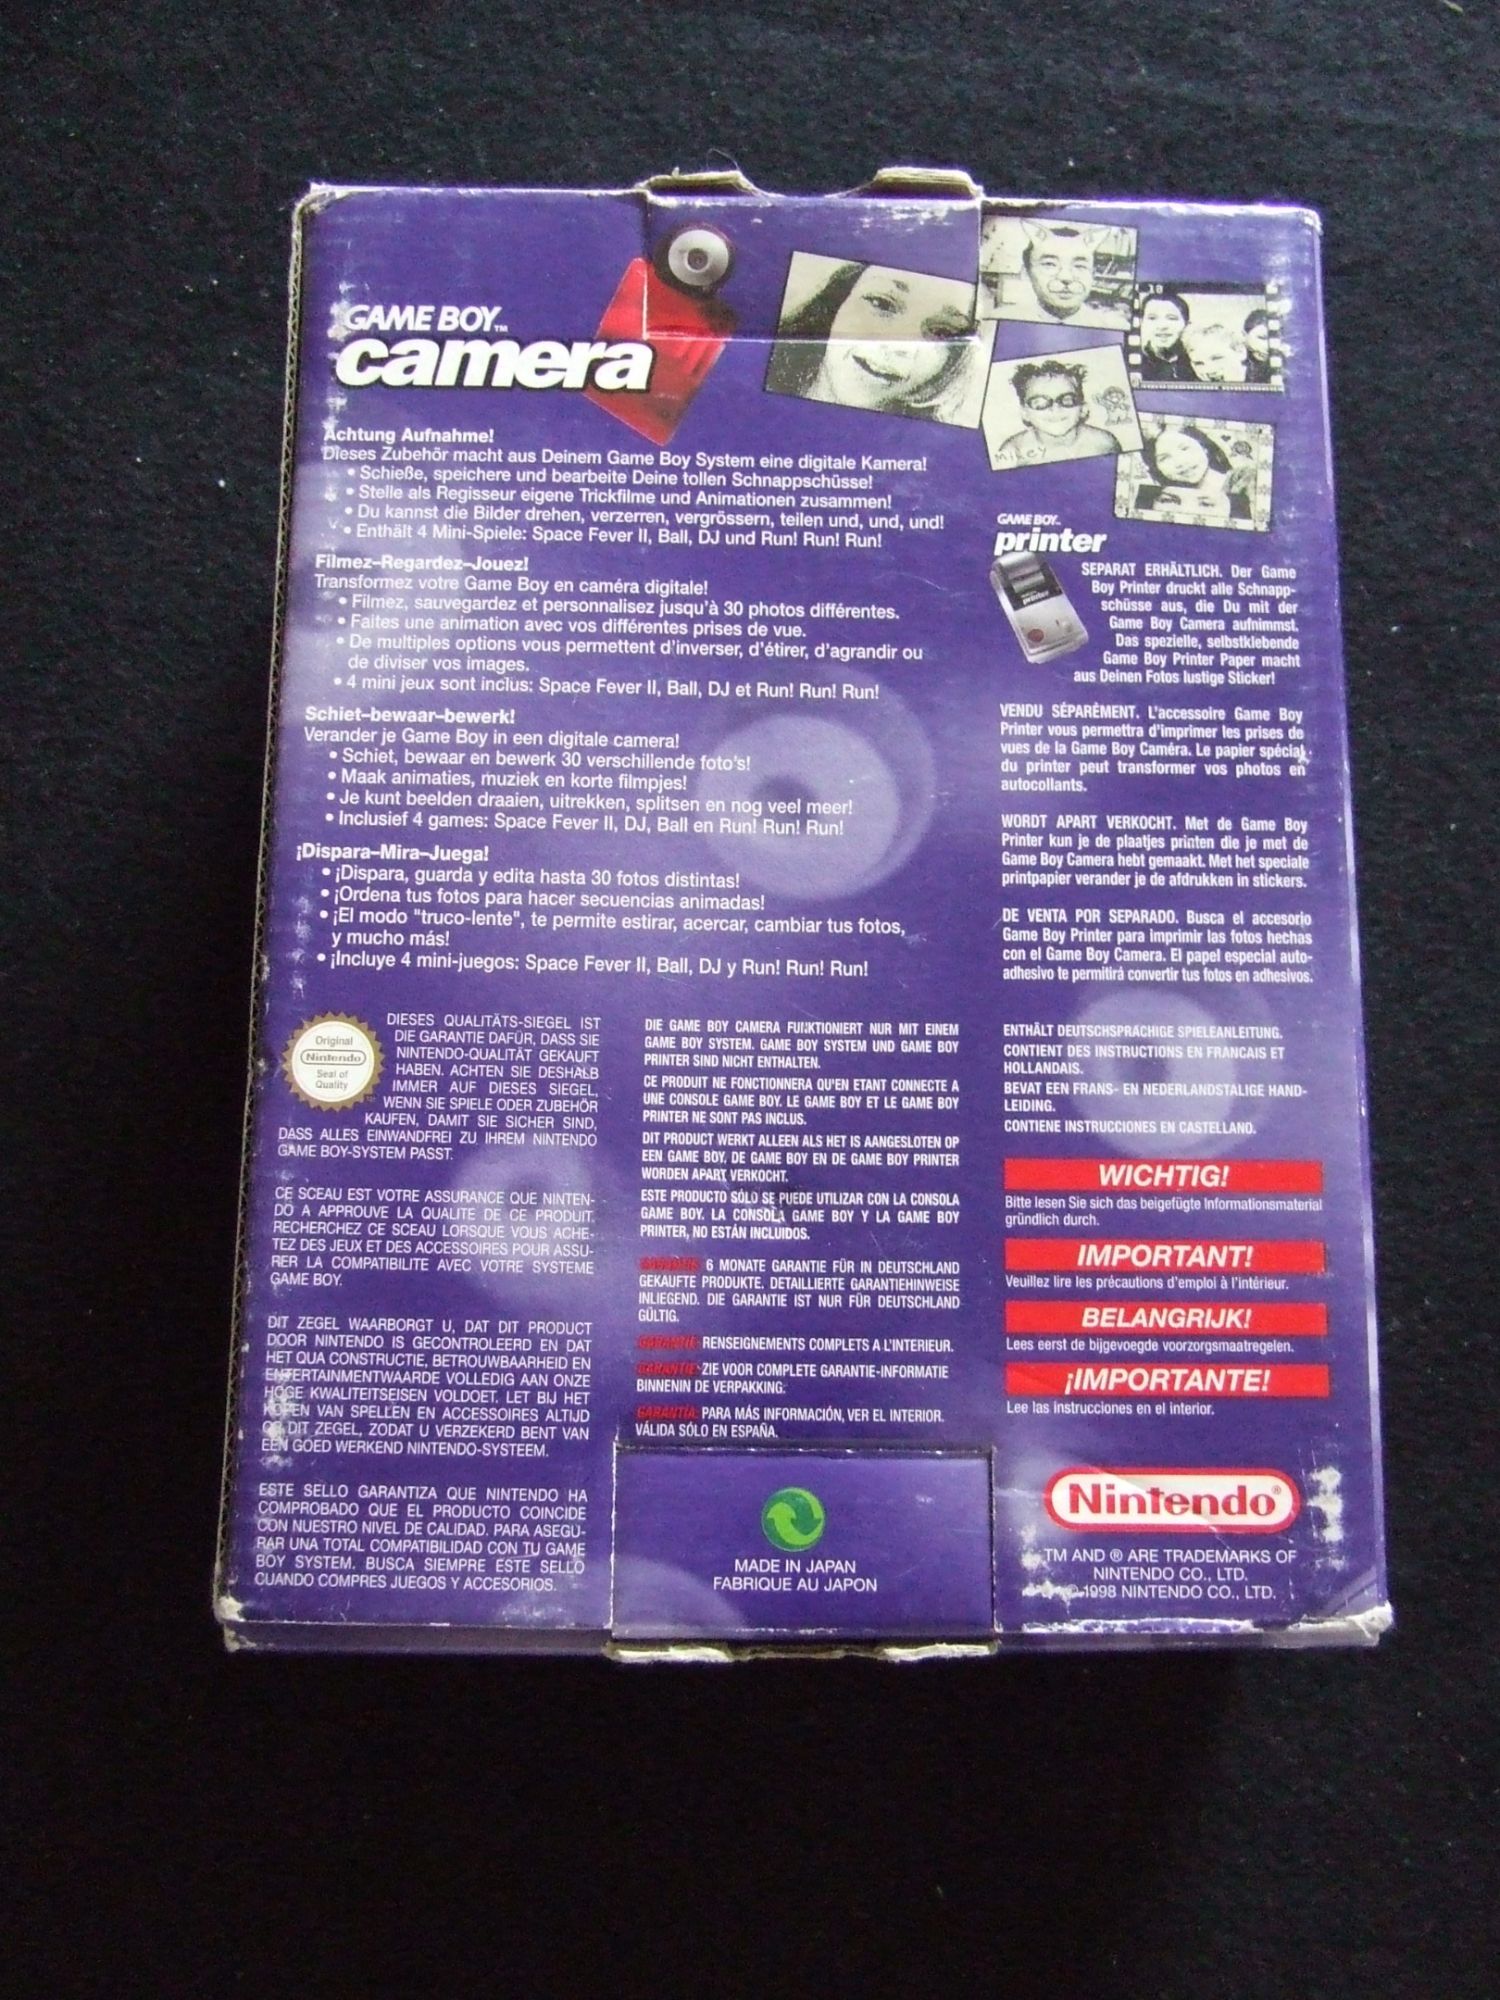 GAME BOY™
camera
Achtung Aufnahme!
Dieses Zubehör macht aus Deinem Game Boy System eine digitale Kamera!
• Schieße, speichere und bearbeite Deine tollen Schnappschüsse!
• Stelle als Regisseur eigene Trickfilme und Animationen zusammen!
• Du kannst die Bilder drehen, verzerren, vergrössern, teilen und, und, und!
• Enthält 4 Mini-Spiele: Space Fever II, Ball, DJ und Run! Run! Run!
Filmez–Regardez–Jouez!
Transformez votre Game Boy en caméra digitale!
• Filmez, sauvegardez et personnalisez jusqu'à 30 photos différentes.
• Faites une animation avec vos différentes prises de vue.
• De multiples options vous permettent d'inverser, d'étirer, d'agrandir ou
de diviser vos images.
• 4 mini jeux sont inclus: Space Fever II, Ball, DJ et Run! Run! Run!
Schiet–bewaar–bewerk!
Verander je Game Boy in een digitale camera!
• Schiet, bewaar en bewerk 30 verschillende foto's!
• Maak animaties, muziek en korte filmpjes!
• Je kunt beelden draaien, uitrekken, splitsen en nog veel meer!
• Inclusief 4 games: Space Fever II, DJ, Ball en Run! Run! Run!
¡Dispara–Mira–Juega!
• ¡Dispara, guarda y edita hasta 30 fotos distintas!
• ¡Ordena tus fotos para hacer secuencias animadas!
• ¡El modo "truco-lente", te permite estirar, acercar, cambiar tus fotos,
y mucho más!
• ¡Incluye 4 mini-juegos: Space Fever II, Ball, DJ y Run! Run! Run!
10
MIKEY
GAME BOY™
printer
SEPARAT ERHÄLTLICH. Der Game
Boy Printer druckt alle Schnapp-
schüsse aus, die Du mit der
Game Boy Camera aufnimmst.
Das spezielle, selbstklebende
Game Boy Printer Paper macht
aus Deinen Fotos lustige Sticker!
VENDU SÉPARÉMENT. L'accessoire Game Boy
Printer vous permettra d'imprimer les prises de
vues de la Game Boy Caméra. Le papier spécial
du printer peut transformer vos photos en
autocollants.
WORDT APART VERKOCHT. Met de Game Boy
Printer kun je de plaatjes printen die je met de
Game Boy Camera hebt gemaakt. Met het speciale
printpapier verander je de afdrukken in stickers.
DE VENTA POR SEPARADO. Busca el accesorio
Game Boy Printer para imprimir las fotos hechas
con el Game Boy Camera. El papel especial auto-
adhesivo te permitirá convertir tus fotos en adhesivos.
Original
Nintendo
Seal of
Quality
DIESES QUALITÄTS-SIEGEL IST
DIE GARANTIE DAFÜR, DASS SIE
NINTENDO-QUALITÄT GEKAUFT
HABEN. ACHTEN SIE DESHALB
IMMER AUF DIESES SIEGEL,
WENN SIE SPIELE ODER ZUBEHÖR
KAUFEN, DAMIT SIE SICHER SIND,
DASS ALLES EINWANDFREI ZU IHREM NINTENDO
GAME BOY-SYSTEM PASST.
CE SCEAU EST VOTRE ASSURANCE QUE NINTEN-
DO A APPROUVE LA QUALITE DE CE PRODUIT.
RECHERCHEZ CE SCEAU LORSQUE VOUS ACHE-
TEZ DES JEUX ET DES ACCESSOIRES POUR ASSU-
RER LA COMPATIBILITE AVEC VOTRE SYSTEME
GAME BOY.
DIT ZEGEL WAARBORGT U, DAT DIT PRODUCT
DOOR NINTENDO IS GECONTROLEERD EN DAT
HET QUA CONSTRUCTIE, BETROUWBAARHEID EN
ENTERTAINMENTWAARDE VOLLEDIG AAN ONZE
HOGE KWALITEITSEISEN VOLDOET. LET BIJ HET
KOPEN VAN SPELLEN EN ACCESSOIRES ALTIJD
OP DIT ZEGEL, ZODAT U VERZEKERD BENT VAN
EEN GOED WERKEND NINTENDO-SYSTEEM.
ESTE SELLO GARANTIZA QUE NINTENDO HA
COMPROBADO QUE EL PRODUCTO COINCIDE
CON NUESTRO NIVEL DE CALIDAD. PARA ASEGU-
RAR UNA TOTAL COMPATIBILIDAD CON TU GAME
BOY SYSTEM. BUSCA SIEMPRE ESTE SELLO
CUANDO COMPRES JUEGOS Y ACCESORIOS.
DIE GAME BOY CAMERA FUNKTIONIERT NUR MIT EINEM
GAME BOY SYSTEM. GAME BOY SYSTEM UND GAME BOY
PRINTER SIND NICHT ENTHALTEN.
CE PRODUIT NE FONCTIONNERA QU'EN ETANT CONNECTE A
UNE CONSOLE GAME BOY. LE GAME BOY ET LE GAME BOY
PRINTER NE SONT PAS INCLUS.
DIT PRODUCT WERKT ALLEEN ALS HET IS AANGESLOTEN OP
EEN GAME BOY. DE GAME BOY EN DE GAME BOY PRINTER
WORDEN APART VERKOCHT.
ESTE PRODUCTO SÓLO SE PUEDE UTILIZAR CON LA CONSOLA
GAME BOY. LA CONSOLA GAME BOY Y LA GAME BOY
PRINTER, NO ESTÁN INCLUIDOS.
GARANTIE: 6 MONATE GARANTIE FÜR IN DEUTSCHLAND
GEKAUFTE PRODUKTE. DETAILLIERTE GARANTIEHINWEISE
INLIEGEND. DIE GARANTIE IST NUR FÜR DEUTSCHLAND
GÜLTIG.
GARANTIE: RENSEIGNEMENTS COMPLETS A L'INTERIEUR.
GARANTIE: ZIE VOOR COMPLETE GARANTIE-INFORMATIE
BINNENIN DE VERPAKKING.
GARANTÍA: PARA MÁS INFORMACIÓN, VER EL INTERIOR.
VÁLIDA SÓLO EN ESPAÑA.
MADE IN JAPAN
FABRIQUE AU JAPON
ENTHÄLT DEUTSCHSPRACHIGE SPIELEANLEITUNG.
CONTIENT DES INSTRUCTIONS EN FRANCAIS ET
HOLLANDAIS.
BEVAT EEN FRANS- EN NEDERLANDSTALIGE HAND-
LEIDING.
CONTIENE INSTRUCCIONES EN CASTELLANO.
WICHTIG!
Bitte lesen Sie sich das beigefügte Informationsmaterial
gründlich durch.
IMPORTANT!
Veuillez lire les précautions d'emploi à l'intérieur.
BELANGRIJK!
Lees eerst de bijgevoegde voorzorgsmaatregelen.
¡IMPORTANTE!
Lee las instrucciones en el interior.
Nintendo®
TM AND ® ARE TRADEMARKS OF
NINTENDO CO., LTD.
© 1998 NINTENDO CO., LTD.